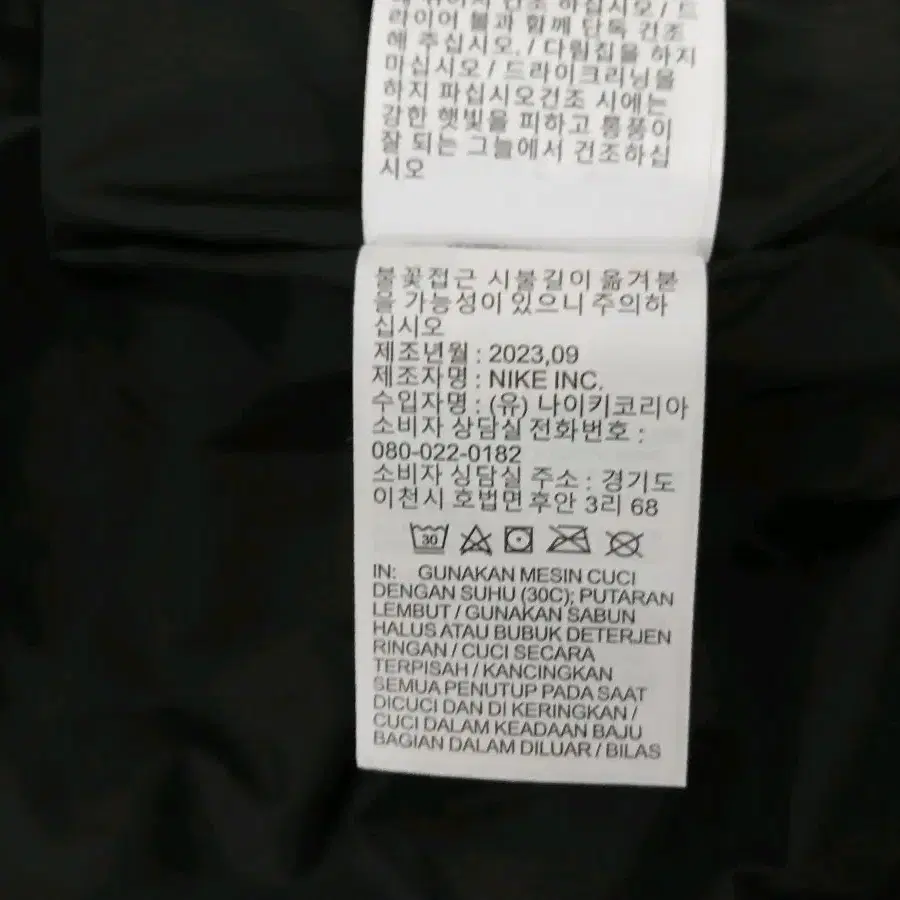 건조 하십시오 / 드
라이어 볼과 함께 단독 건조
해 주십시오. / 다림집을 하지
마십시오 / 드라이크리닝을
하지 파십시오건조 시에는
강한 햇빛을 피하고 통풍이
잘 되는 그늘에서 건조하십
시오
불꽃접근 시불길이 옮겨붙
을 가능성이 있으니 주의하
십시오
제조년월 : 2023,09
제조자명 : NIKE INC.
수입자명 : (유) 나이키코리아
소비자 상담실 전화번호 :
080-022-0182
소비자 상담실 주소 : 경기도
이천시 호법면 후안 3리 68
30
IN: GUNAKAN MESIN CUCI
DENGAN SUHU (30C); PUTARAN
LEMBUT / GUNAKAN SABUN
HALUS ATAU BUBUK DETERJEN
RINGAN / CUCI SECARA
TERPISAH / KANCINGKAN
SEMUA PENUTUP PADA SAAT
DICUCI DAN DI KERINGKAN /
CUCI DALAM KEADAAN BAJU
BAGIAN DALAM DILUAR / BILAS